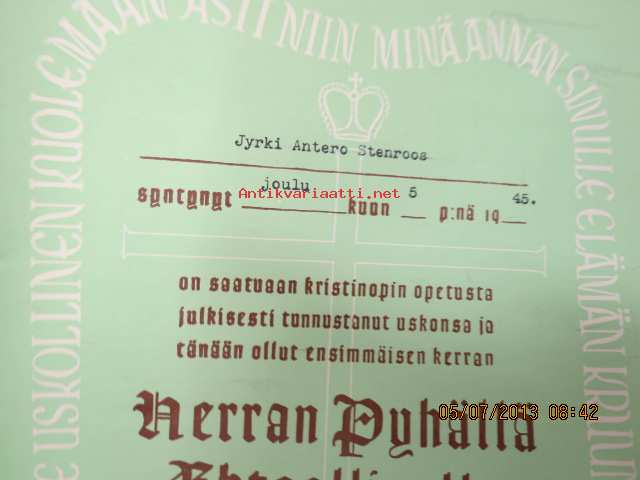 E USKOLLINEN KUOLEMAAN ASTI NIIN MINÄ ANNAN SINULLE ELÄMÄN KRUU
Jyrki Antero Stenroos
Antikvariaatti.net
syntynyt joulu kuun 5 p:nä 19 45.
on saatuaan kristinopin opetusta
julkisesti tunnustanut uskonsa ja
tänään ollut ensimmäisen kerran
Herran Pyhällä
05/07/2013 08:42